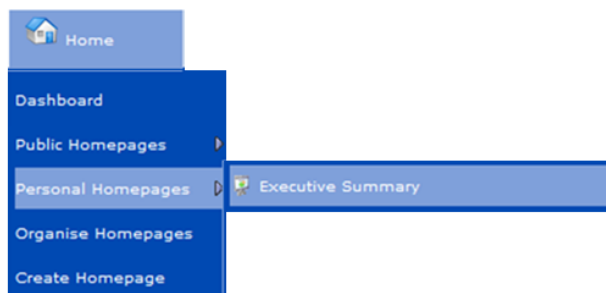 Home
Dashboard
Public Homepages
Personal Homepages
Executive Summary
Organise Homepages
Create Homepage